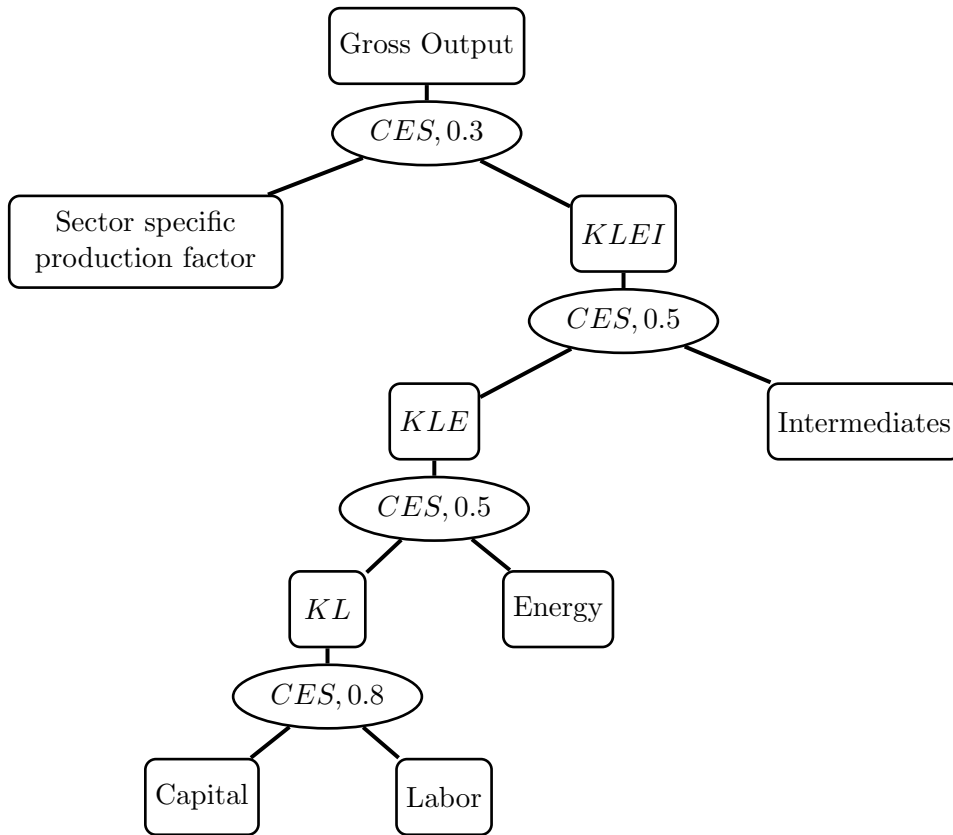 Gross Output
CES, 0.3
Sector specific
production factor
KLEI
CES, 0.5
KLE
Intermediates
CES, 0.5
KL
Energy
CES, 0.8
Capital
Labor